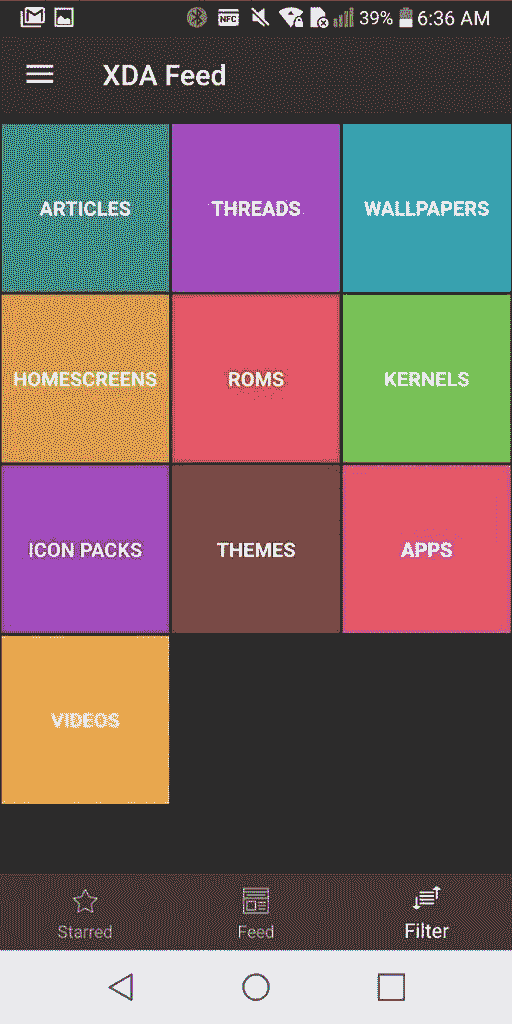 NFC 39% 6:36 AM
XDA Feed
ARTICLES THREADS WALLPAPERS
HOMESCREENS ROMS KERNELS
ICON PACKS THEMES APPS
VIDEOS
Starred Feed Filter